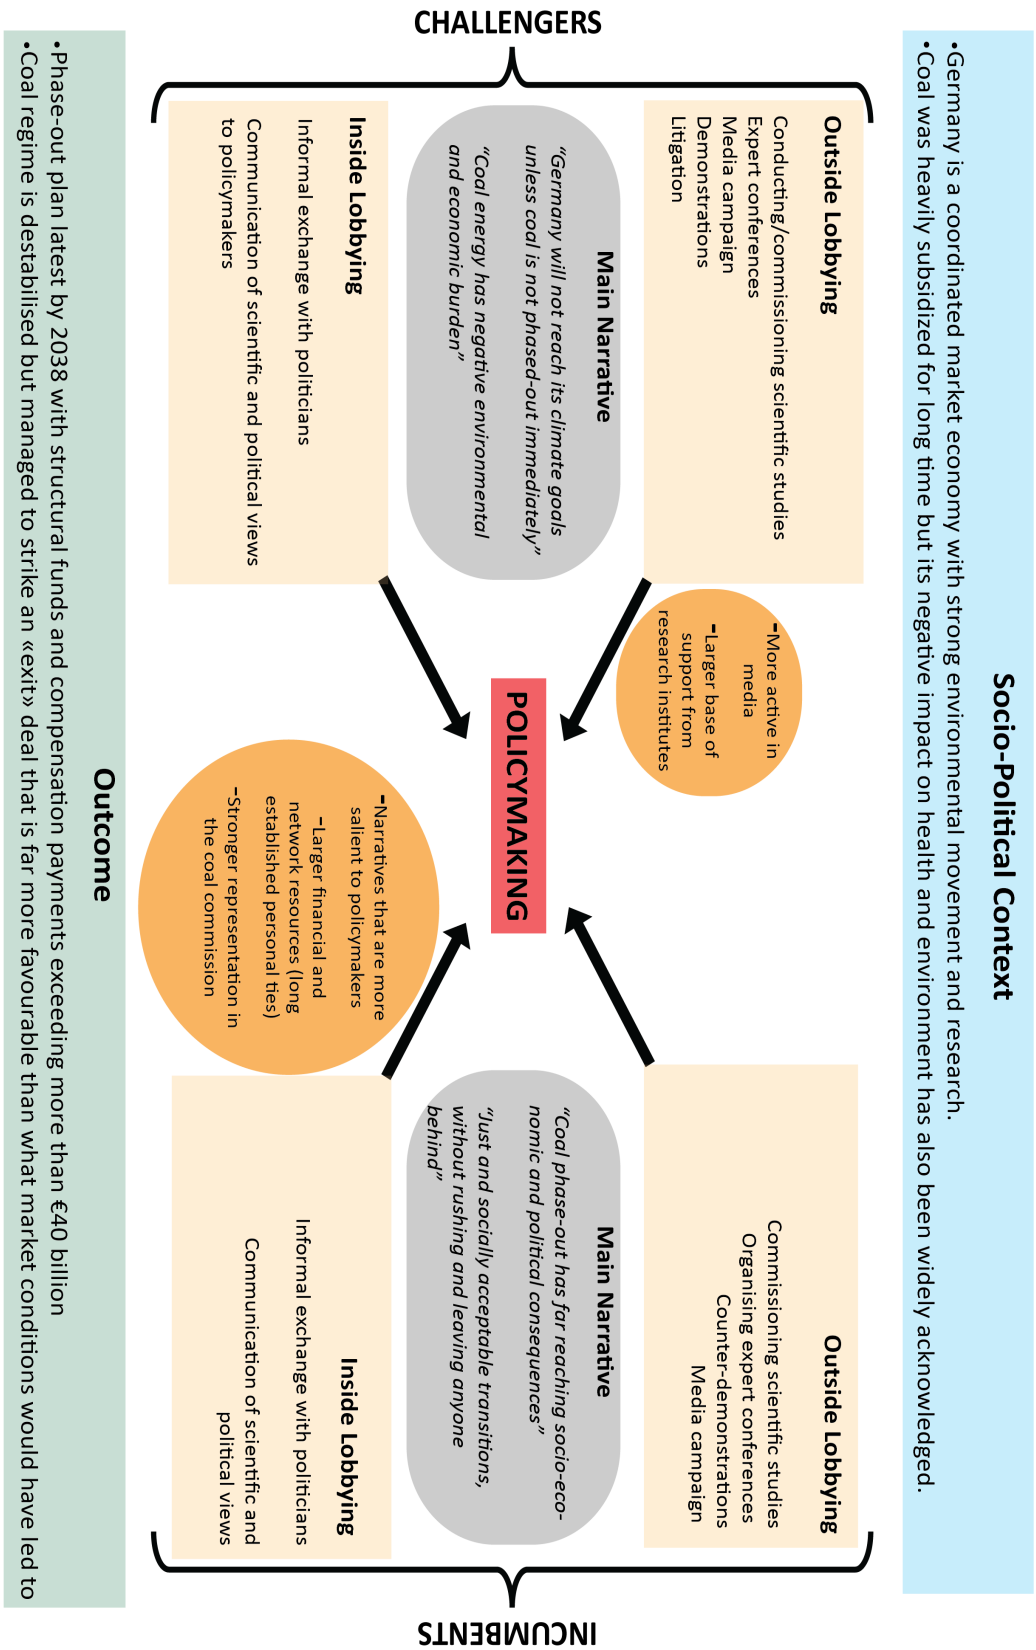 Socio-Political Context
•Germany is a coordinated market economy with strong environmental movement and research.
•Coal was heavily subsidized for long time but its negative impact on health and environment has also been widely acknowledged.
CHALLENGERS
Outside Lobbying
Conducting/commissioning scientific studies
Expert conferences
Media campaign
Demonstrations
Litigation
Main Narrative
“Germany will not reach its climate goals
unless coal is not phased-out immediately”
“Coal energy has negative environmental
and economic burden”
Inside Lobbying
Informal exchange with politicians
Communication of scientific and political views
to policymakers
-More active in
media
-Larger base of
support from
research institutes
POLICYMAKING
-Narratives that are more
salient to policymakers
-Larger financial and
network resources (long
established personal ties)
-Stronger representation in
the coal commission
Outside Lobbying
Commissioning scientific studies
Organising expert conferences
Counter-demonstrations
Media campaign
Main Narrative
“Coal phase-out has far reaching socio-eco-
nomic and political consequences”
“Just and socially acceptable transitions,
without rushing and leaving anyone
behind”
Inside Lobbying
Informal exchange with politicians
Communication of scientific and
political views
INCUMBENTS
Outcome
•Phase-out plan latest by 2038 with structural funds and compensation payments exceeding more than €40 billion
•Coal regime is destabilised but managed to strike an «exit» deal that is far more favourable than what market conditions would have led to